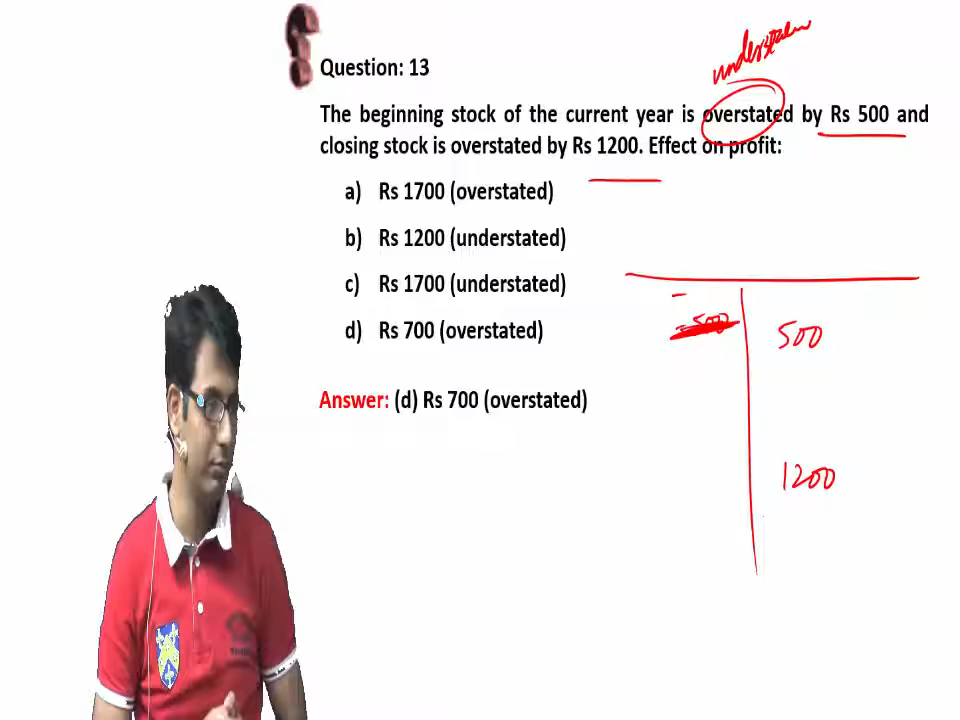 Question: 13
understate
The beginning stock of the current year is overstated by Rs 500 and
closing stock is overstated by Rs 1200. Effect on profit:
a) Rs 1700 (overstated)
b) Rs 1200 (understated)
c) Rs 1700 (understated)
d) Rs 700 (overstated)
500
500
Answer: (d) Rs 700 (overstated)
1200